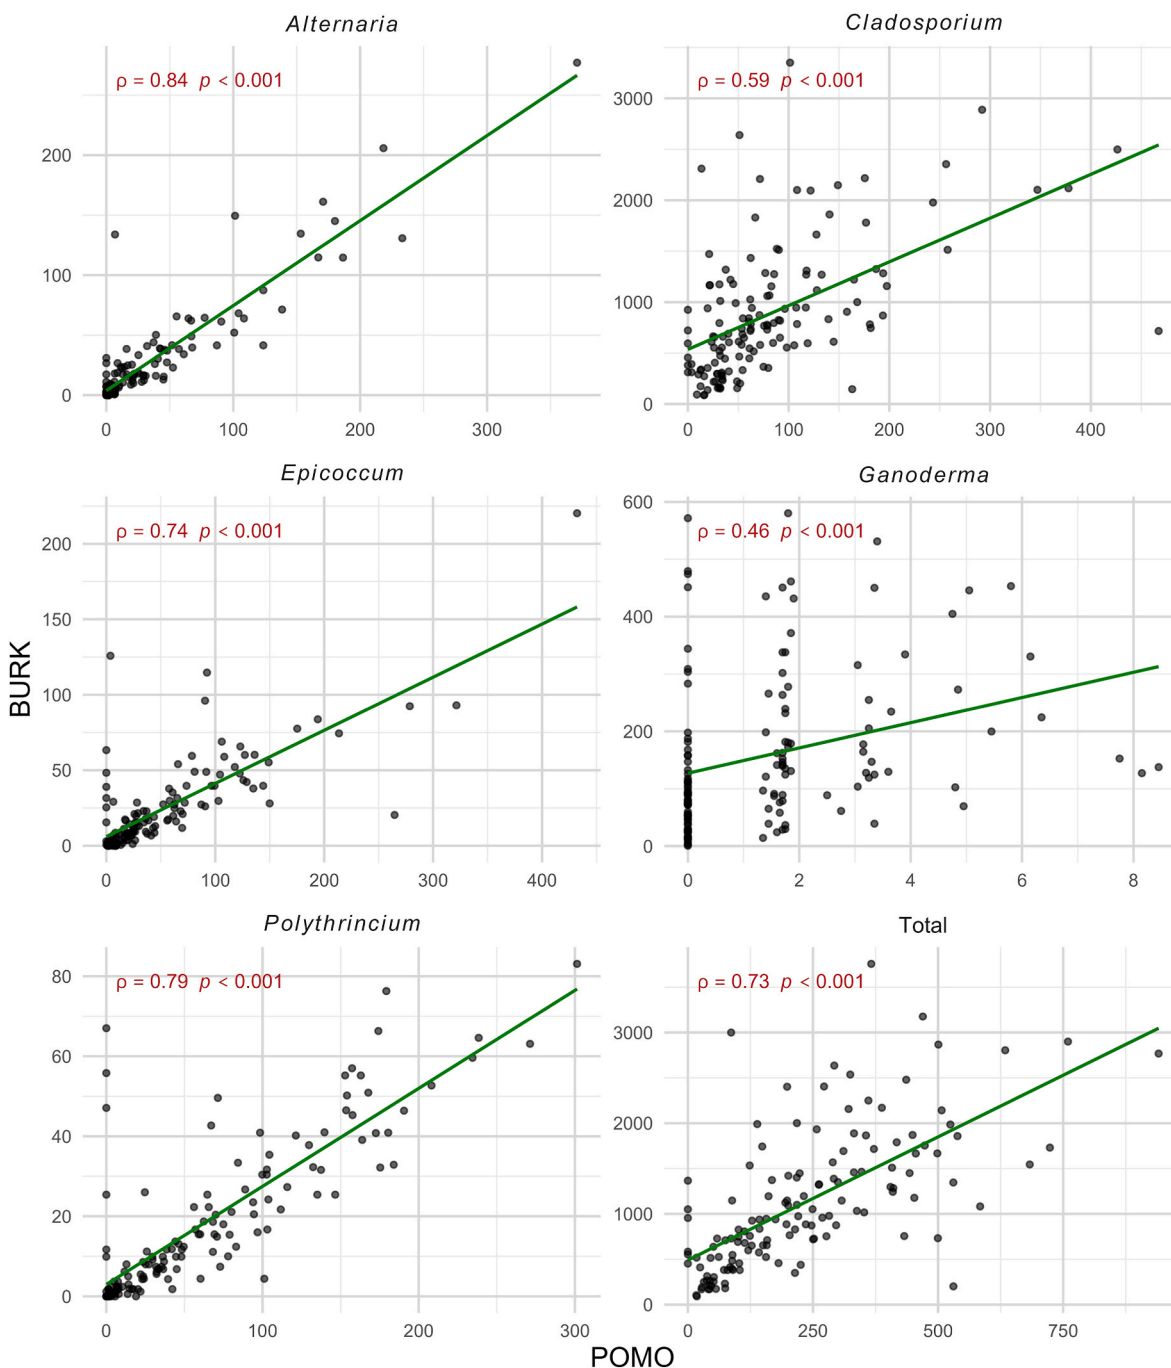 Alternaria
Cladosporium
ρ = 0.84 p < 0.001
ρ = 0.59 p < 0.001
200
100
0
0 100 200 300
3000
2000
1000
0
0 100 200 300 400
Epicoccum
Ganoderma
ρ = 0.74 p < 0.001
ρ = 0.46 p < 0.001
200
150
100
50
0
0 100 200 300 400
600
400
200
0
0 2 4 6 8
BURK
Polythrincium
Total
ρ = 0.79 p < 0.001
ρ = 0.73 p < 0.001
80
60
40
20
0
0 100 200 300
3000
2000
1000
0
0 250 500 750
POMO